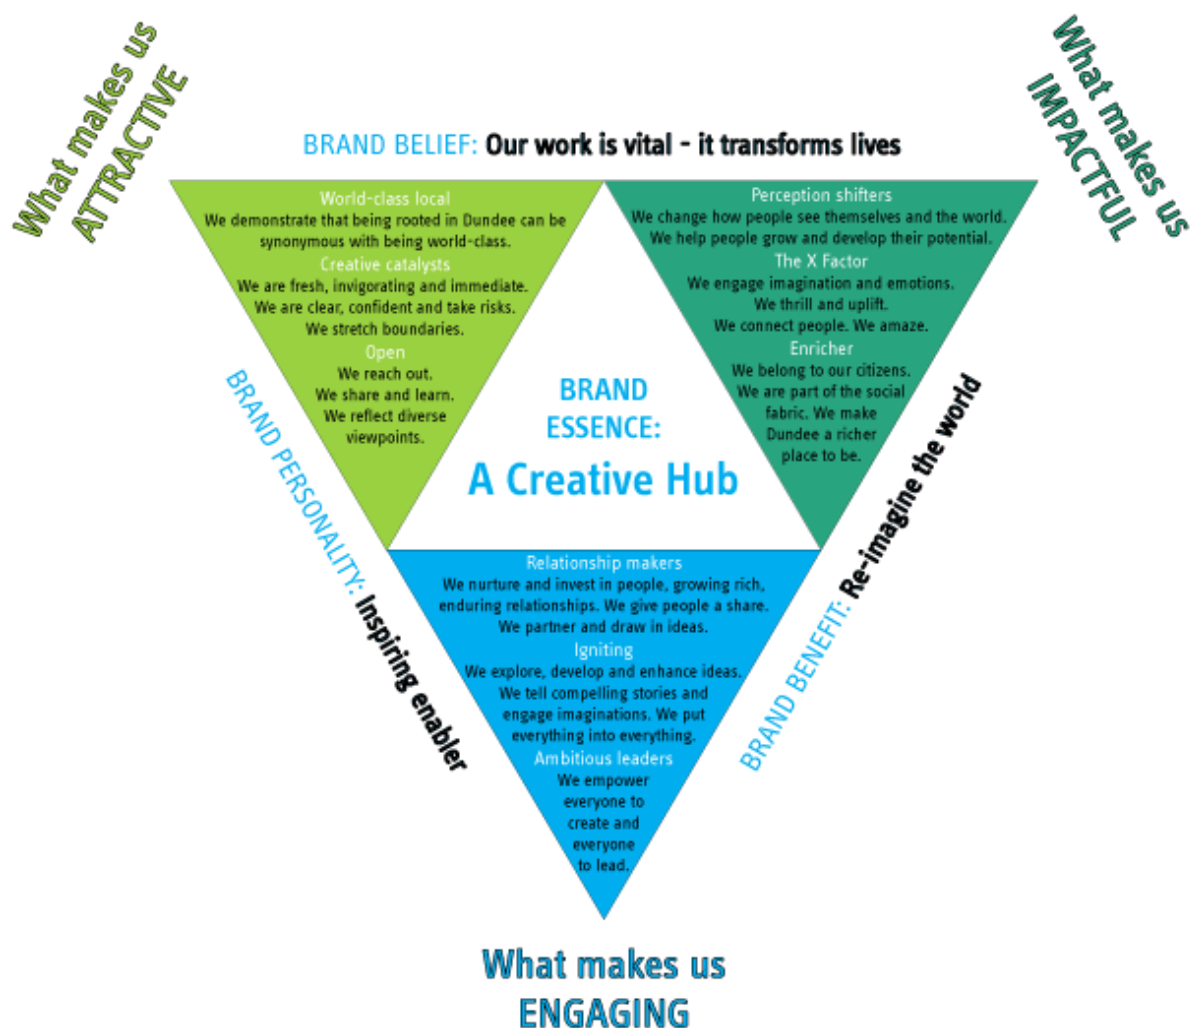 What makes us
ATTRACTIVE
What makes us
IMPACTFUL
BRAND BELIEF: Our work is vital - it transforms lives
World-class local
We demonstrate that being rooted in Dundee can be
synonymous with being world-class.
Creative catalysts
We are fresh, invigorating and immediate.
We are clear, confident and take risks.
We stretch boundaries.
Open
We reach out.
We share and learn.
We reflect diverse
viewpoints.
Perception shifters
We change how people see themselves and the world.
We help people grow and develop their potential.
The X Factor
We engage imagination and emotions.
We thrill and uplift.
We connect people. We amaze.
Enricher
We belong to our citizens.
We are part of the social
fabric. We make
Dundee a richer
place to be.
BRAND
ESSENCE:
A Creative Hub
BRAND PERSONALITY: Inspiring enabler
BRAND BENEFIT: Re-imagine the world
Relationship makers
We nurture and invest in people, growing rich,
enduring relationships. We give people a share.
We partner and draw in ideas.
Igniting
We explore, develop and enhance ideas.
We tell compelling stories and
engage imaginations. We put
everything into everything.
Ambitious leaders
We empower
everyone to
create and
everyone
to lead.
What makes us
ENGAGING